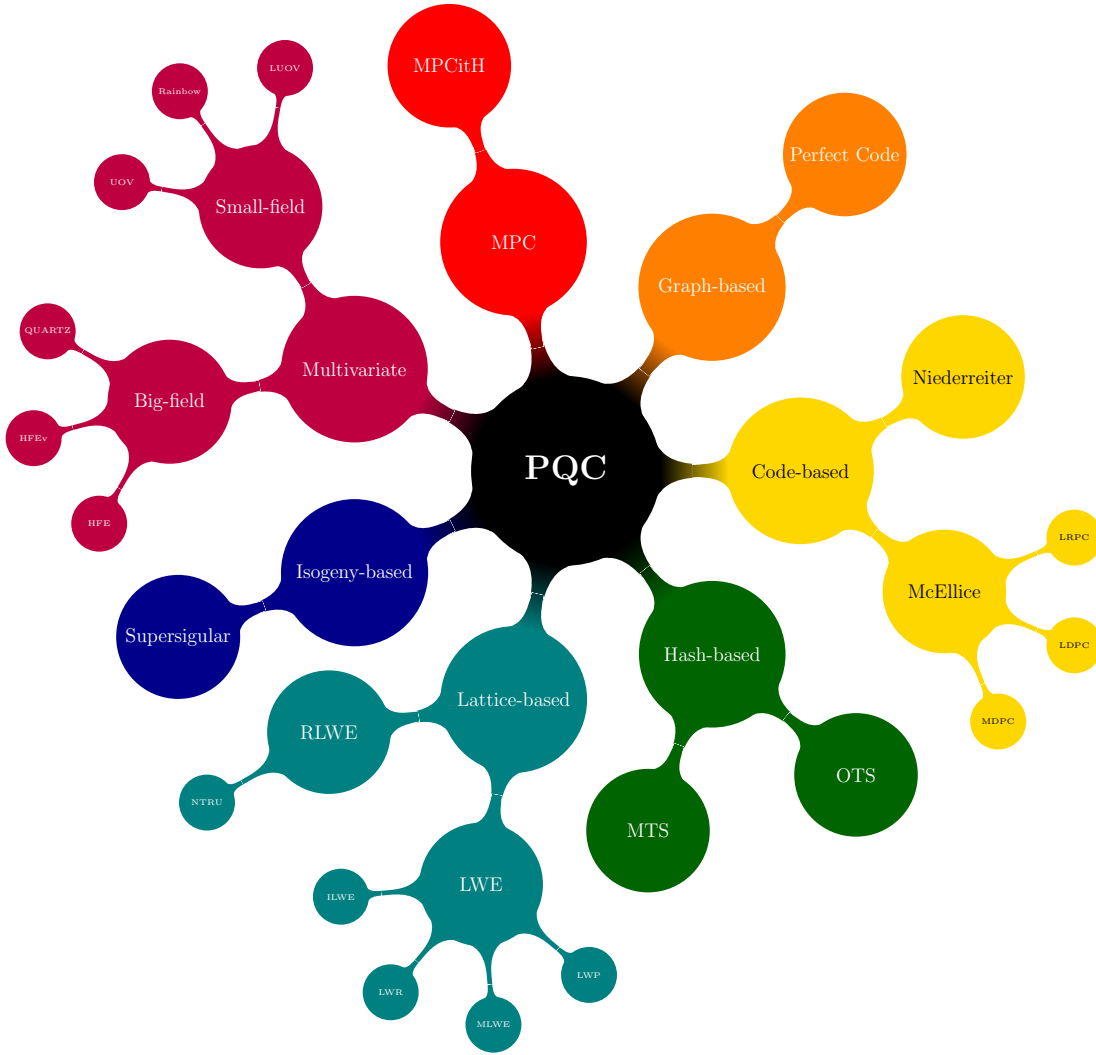 PQC
MPC
MPCitH
Graph-based
Perfect Code
Code-based
Niederreiter
McEllice
LRPC
LDPC
MDPC
Hash-based
OTS
MTS
Lattice-based
LWE
LWP
MLWE
LWR
ILWE
RLWE
NTRU
Isogeny-based
Supersigular
Multivariate
Big-field
HFE
HFEv
QUARTZ
Small-field
UOV
Rainbow
LUOV